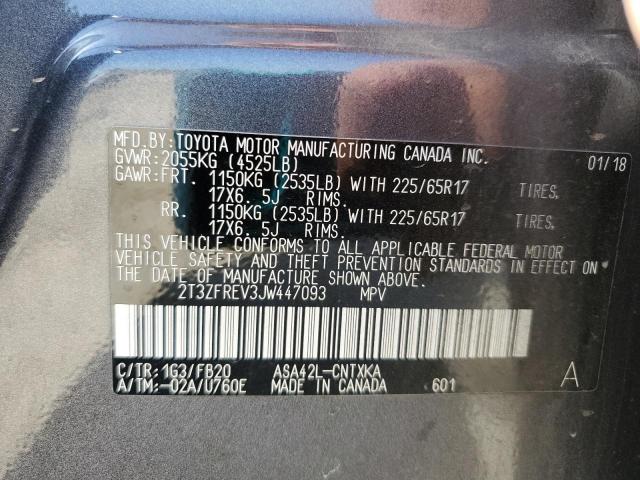 MFD.BY:TOYOTA MOTOR MANUFACTURING CANADA INC.
GVWR:2055KG (4525LB) 01/18
GAWR:FRT. 1150KG (2535LB) WITH 225/65R17 TIRES,
17X6. 5J RIMS.
RR. 1150KG (2535LB) WITH 225/65R17 TIRES,
17X6. 5J RIMS.
THIS VEHICLE CONFORMS TO ALL APPLICABLE FEDERAL MOTOR
VEHICLE SAFETY AND THEFT PREVENTION STANDARDS IN EFFECT ON
THE DATE OF MANUFACTURE SHOWN ABOVE.
2T3ZFREV3JW447093 MPV
C/TR:1G3/FB20 ASA42L-CNTXKA
A/TM:-02A/U760E MADE IN CANADA 601 A